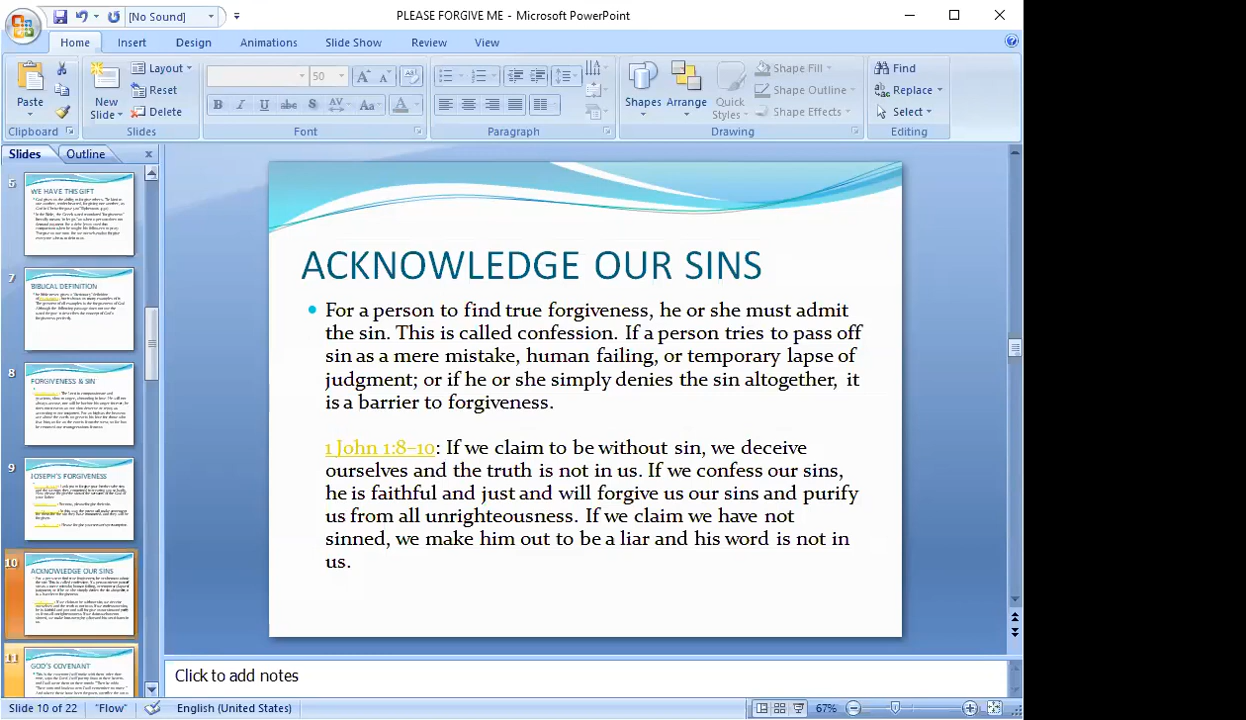 [No Sound]
PLEASE FORGIVE ME - Microsoft PowerPoint
Home Insert Design Animations Slide Show Review View
Paste
Clipboard
New Slide
Layout
Reset
Delete
Slides
50
B I U abc S AV Aa A
Font
Paragraph
Shapes
Arrange
Quick Styles
Shape Fill
Shape Outline
Shape Effects
Drawing
Find
Replace
Select
Editing
Slides Outline
WE HAVE THIS GIFT
7
BIBLICAL DEFINITION
8
FORGIVENESS & SIN
9
JOSEPH'S FORGIVENESS
10
ACKNOWLEDGE OUR SINS
11
GOD'S COVENANT
ACKNOWLEDGE OUR SINS
For a person to find true forgiveness, he or she must admit
the sin. This is called confession. If a person tries to pass off
sin as a mere mistake, human failing, or temporary lapse of
judgment; or if he or she simply denies the sin altogether, it
is a barrier to forgiveness.
1 John 1:8–10: If we claim to be without sin, we deceive
ourselves and the truth is not in us. If we confess our sins,
he is faithful and just and will forgive us our sins and purify
us from all unrighteousness. If we claim we have not
sinned, we make him out to be a liar and his word is not in
us.
Click to add notes
Slide 10 of 22 "Flow" English (United States) 67%